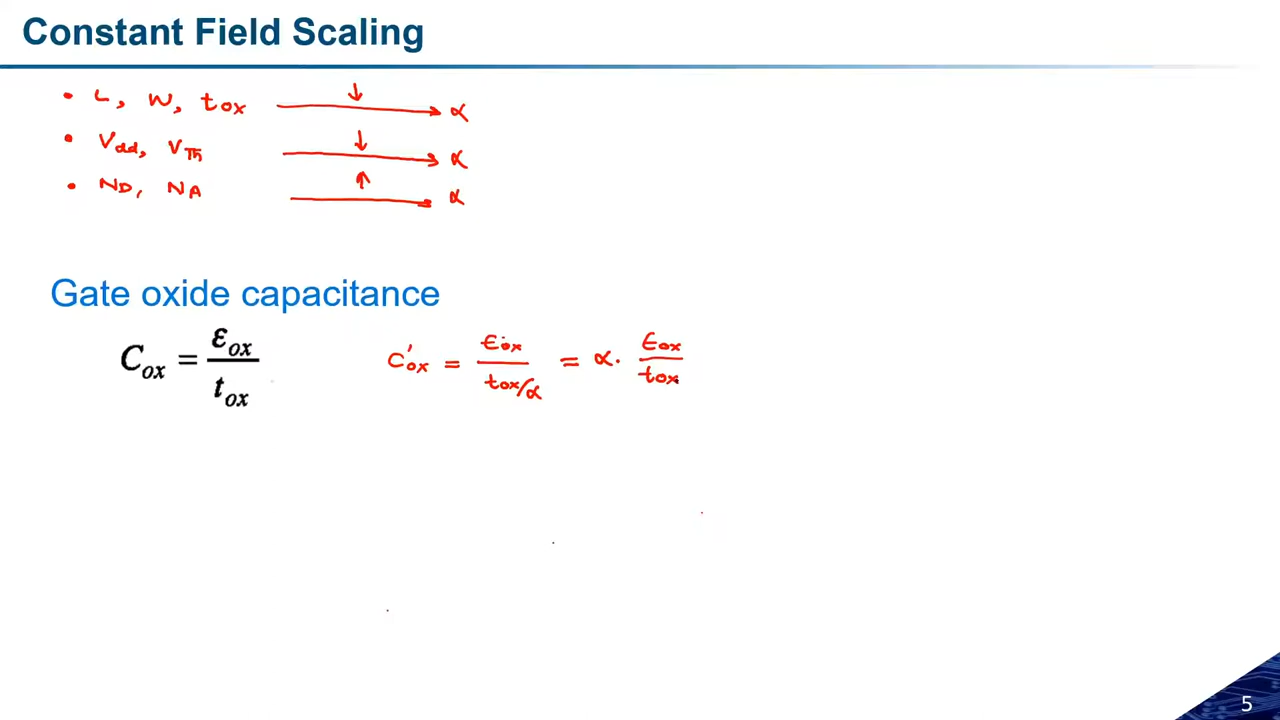 Constant Field Scaling
• L, W, tox ↓ → α
• Vdd, VTh ↓ → α
• ND, NA ↑ → α
Gate oxide capacitance
Cox = εox / tox C'ox = εox / tox/α = α · εox / tox
5